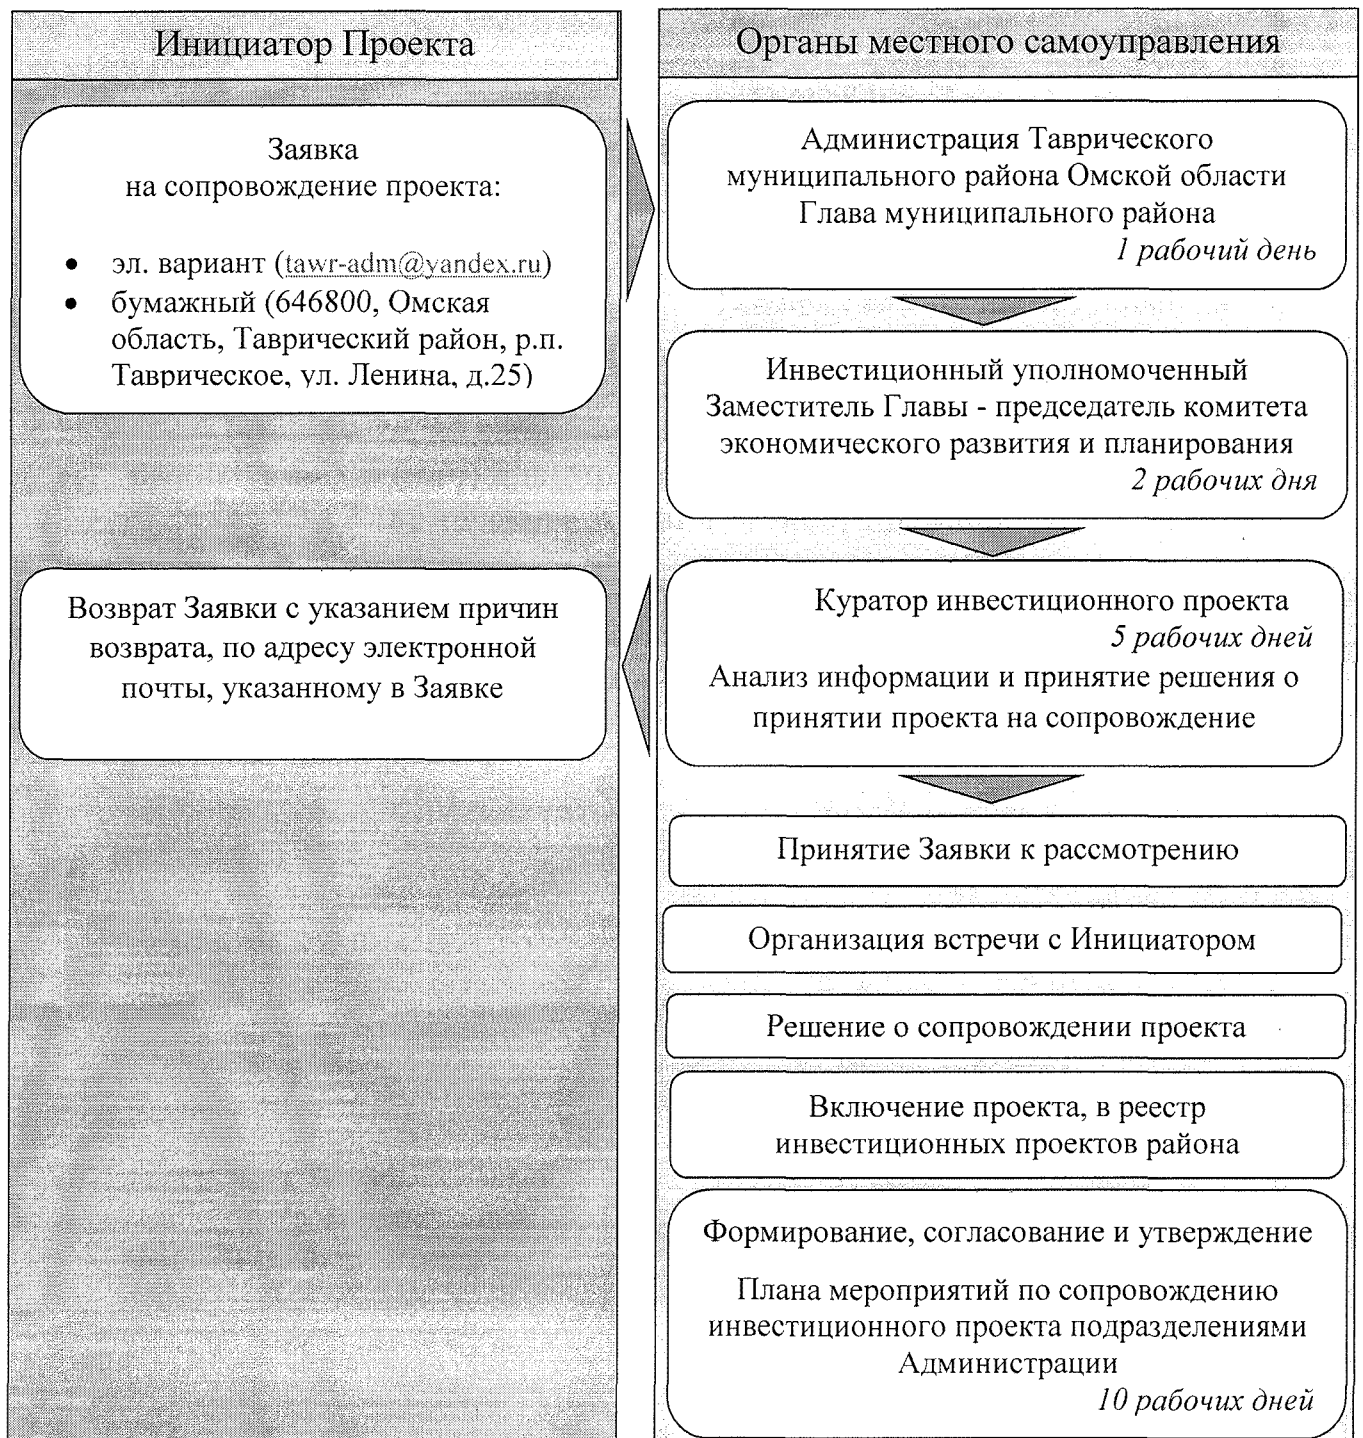 Инициатор Проекта
Заявка
на сопровождение проекта:
• эл. вариант (tawr-adm@yandex.ru)
• бумажный (646800, Омская
область, Таврический район, р.п.
Таврическое, ул. Ленина, д.25)
Возврат Заявки с указанием причин
возврата, по адресу электронной
почты, указанному в Заявке
Органы местного самоуправления
Администрация Таврического
муниципального района Омской области
Глава муниципального района
1 рабочий день
Инвестиционный уполномоченный
Заместитель Главы - председатель комитета
экономического развития и планирования
2 рабочих дня
Куратор инвестиционного проекта
5 рабочих дней
Анализ информации и принятие решения о
принятии проекта на сопровождение
Принятие Заявки к рассмотрению
Организация встречи с Инициатором
Решение о сопровождении проекта
Включение проекта, в реестр
инвестиционных проектов района
Формирование, согласование и утверждение
Плана мероприятий по сопровождению
инвестиционного проекта подразделениями
Администрации
10 рабочих дней